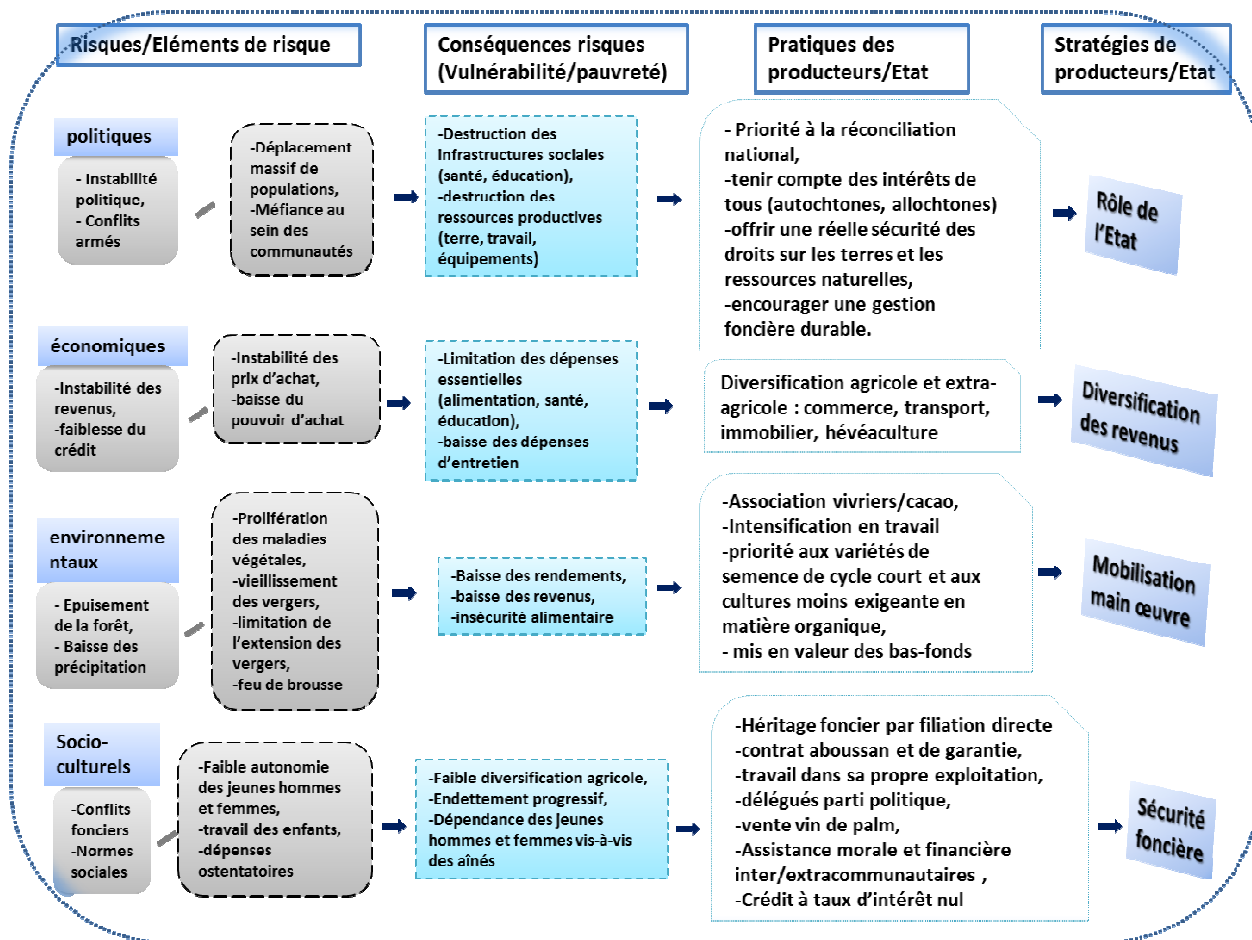 Risques/Eléments de risque
Conséquences risques
(Vulnérabilité/pauvreté)
Pratiques des
producteurs/Etat
Stratégies de
producteurs/Etat
politiques
- Instabilité
politique,
- Conflits
armés
-Déplacement
massif de
populations,
-Méfiance au
sein des
communautés
-Destruction des
Infrastructures sociales
(santé, éducation),
-destruction des
ressources productives
(terre, travail,
équipements)
- Priorité à la réconciliation
national,
-tenir compte des intérêts de
tous (autochtones, allochtones)
-offrir une réelle sécurité des
droits sur les terres et les
ressources naturelles,
-encourager une gestion
foncière durable.
Rôle de
l'Etat
économiques
-Instabilité des
revenus,
-faiblesse du
crédit
-Instabilité des
prix d'achat,
-baisse du
pouvoir d'achat
-Limitation des dépenses
essentielles
(alimentation, santé,
éducation),
-baisse des dépenses
d'entretien
Diversification agricole et extra-
agricole : commerce, transport,
immobilier, hévéaculture
Diversification
des revenus
environneme
ntaux
- Epuisement
de la forêt,
- Baisse des
précipitation
-Prolifération
des maladies
végétales,
-vieillissement
des vergers,
-limitation de
l'extension des
vergers,
-feu de brousse
-Baisse des rendements,
-baisse des revenus,
-insécurité alimentaire
-Association vivriers/cacao,
-Intensification en travail
-priorité aux variétés de
semence de cycle court et aux
cultures moins exigeante en
matière organique,
- mis en valeur des bas-fonds
Mobilisation
main œuvre
Socio-
culturels
-Conflits
fonciers
-Normes
sociales
-Faible autonomie
des jeunes hommes
et femmes,
-travail des enfants,
-dépenses
ostentatoires
-Faible diversification agricole,
-Endettement progressif,
-Dépendance des jeunes
hommes et femmes vis-à-vis
des aînés
-Héritage foncier par filiation directe
-contrat aboussan et de garantie,
-travail dans sa propre exploitation,
-délégués parti politique,
-vente vin de palm,
-Assistance morale et financière
inter/extracommunautaires ,
-Crédit à taux d'intérêt nul
Sécurité
foncière